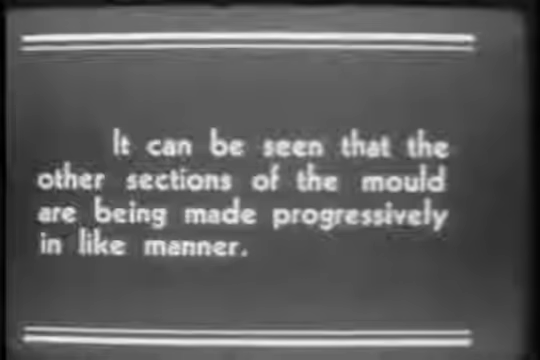 It can be seen that the
other sections of the mould
are being made progressively
in like manner.